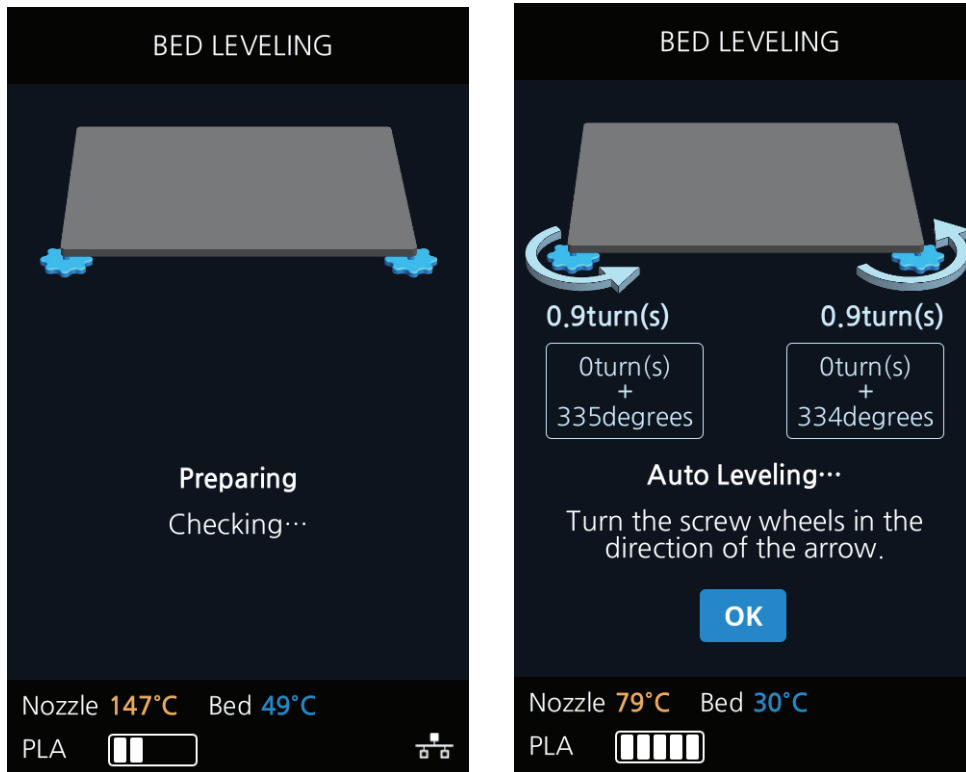 BED LEVELING
Preparing
Checking…
Nozzle 147°C Bed 49°C
PLA
BED LEVELING
0.9turn(s) 0.9turn(s)
0turn(s) 0turn(s)
+ +
335degrees 334degrees
Auto Leveling…
Turn the screw wheels in the
direction of the arrow.
OK
Nozzle 79°C Bed 30°C
PLA